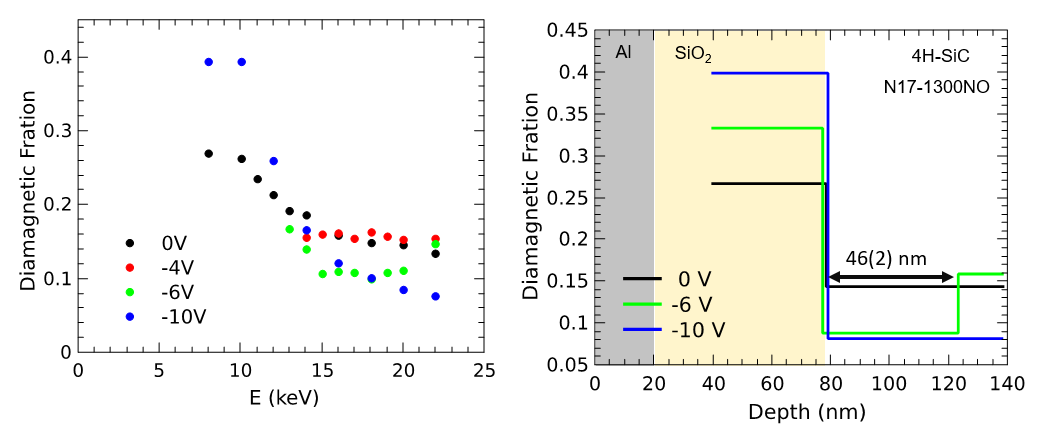 Diamagnetic Fration
0.4
0.3
0.2
0.1
0
0V
-4V
-6V
-10V
0 5 10 15 20 25
E (keV)
Diamagnetic Fration
0.45
0.4
0.35
0.3
0.25
0.2
0.15
0.1
0.05
Al SiO₂ 4H-SiC
N17-1300NO
46(2) nm
0 V
-6 V
-10 V
0 20 40 60 80 100 120 140
Depth (nm)